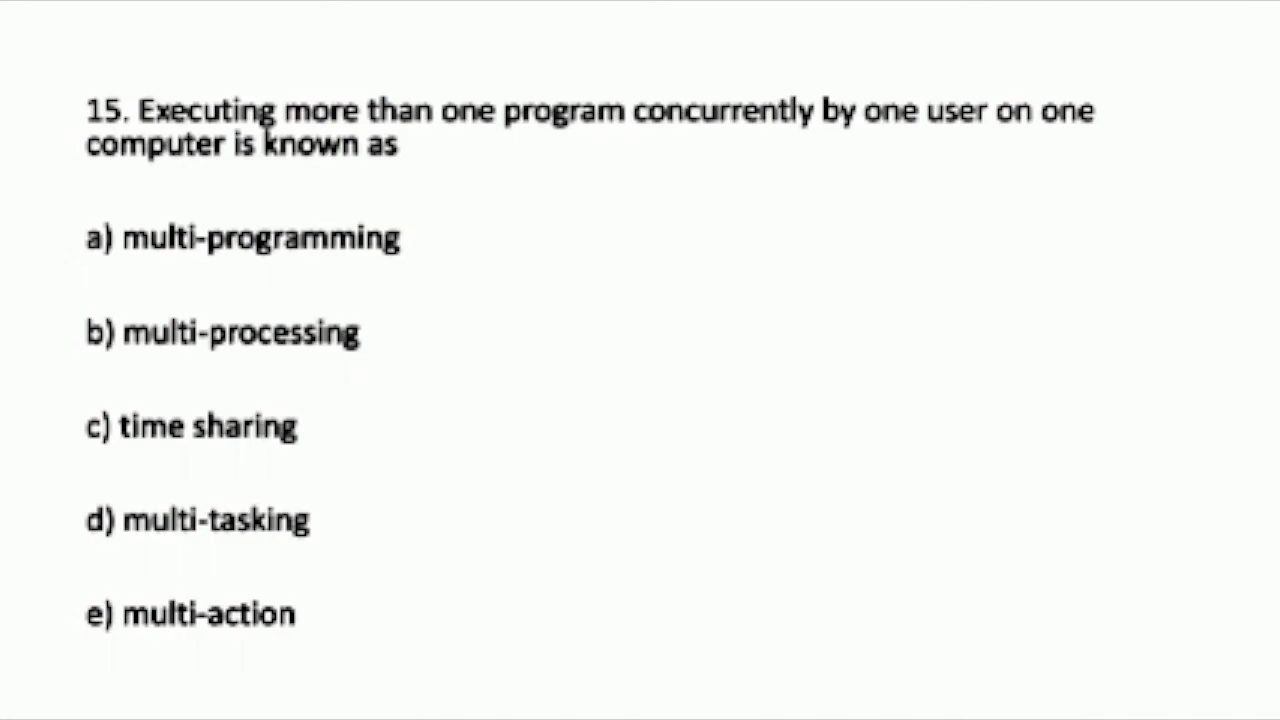 15. Executing more than one program concurrently by one user on one
computer is known as
a) multi-programming
b) multi-processing
c) time sharing
d) multi-tasking
e) multi-action